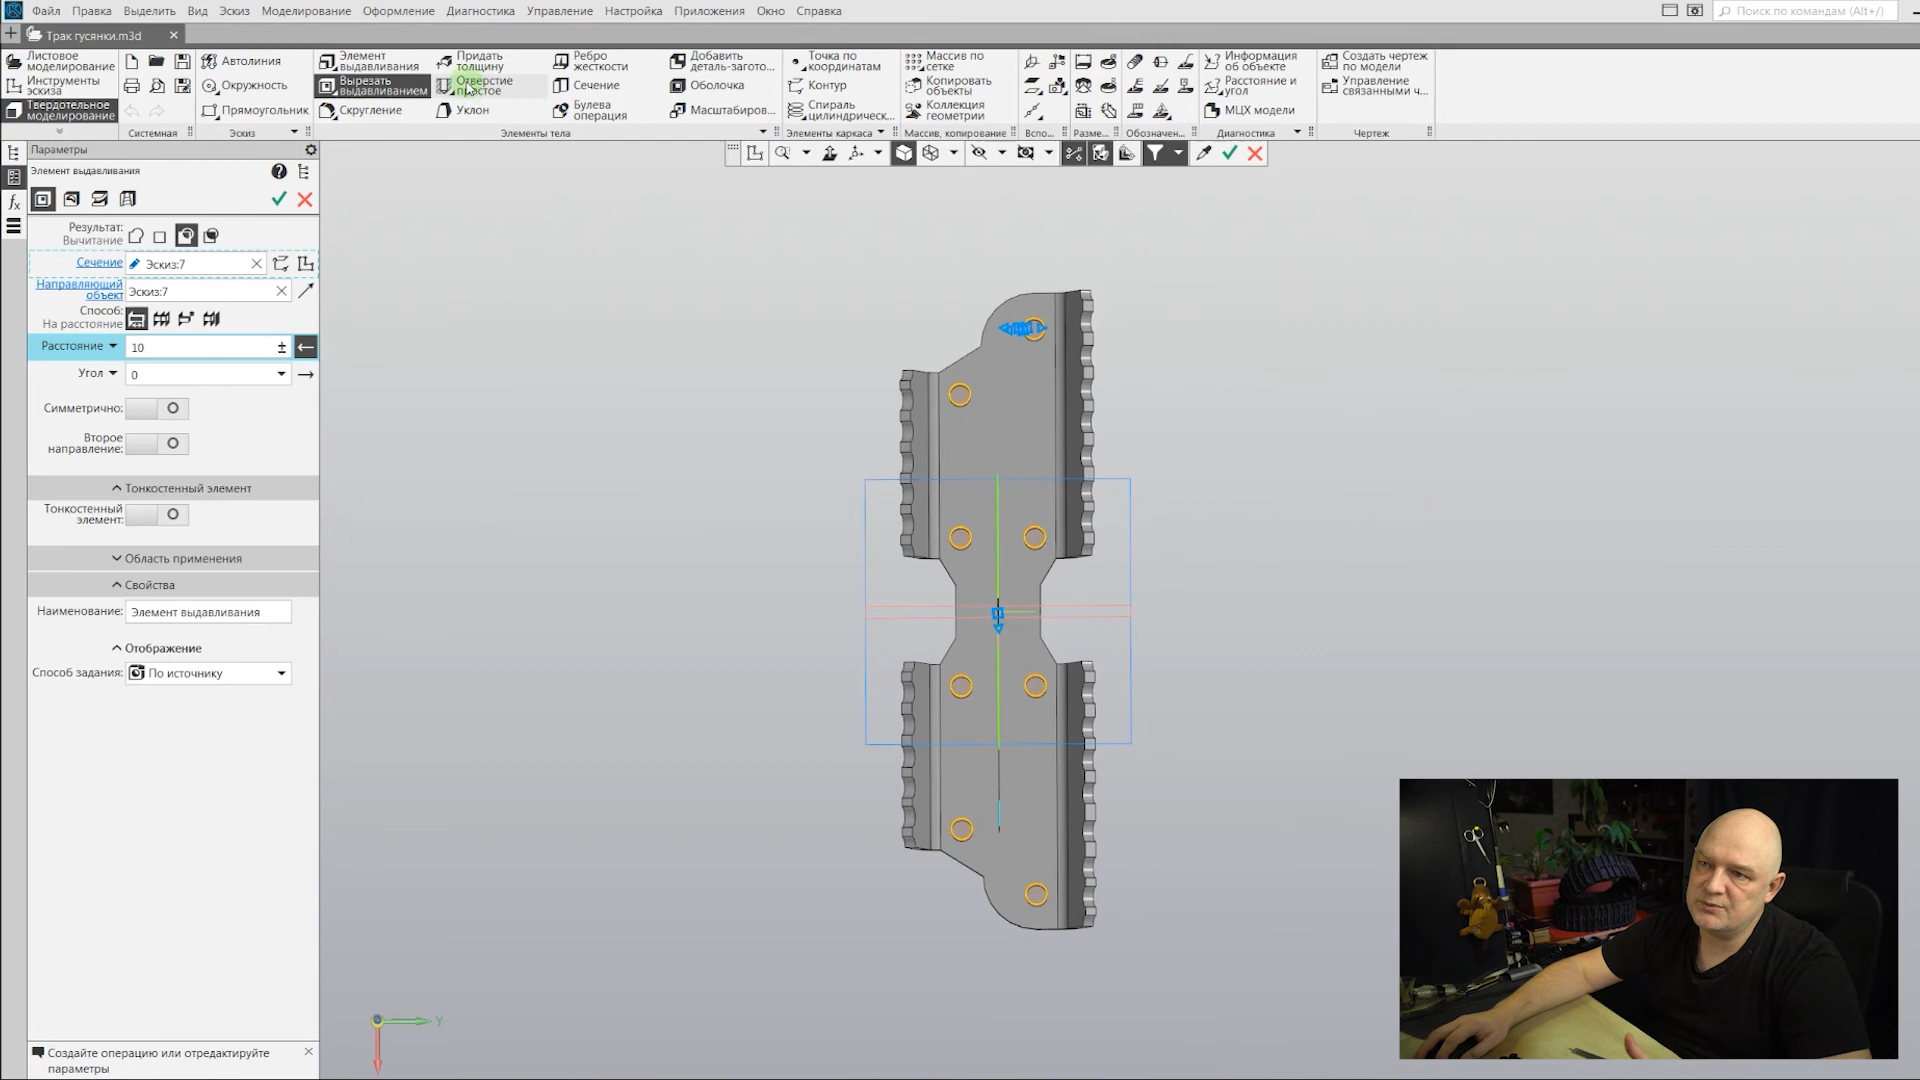 Файл Правка Выделить Вид Эскиз Моделирование Оформление Диагностика Управление Настройка Приложения Окно Справка Поиск по командам (Alt+/)
Трак гусянки.m3d
Листовое моделирование
Инструменты эскиза
Твердотельное моделирование
Системная
Автолиния
Окружность
Прямоугольник
Эскиз
Элемент выдавливания
Вырезать выдавливанием
Скругление
Придать толщину
Отверстие простое
Уклон
Ребро жесткости
Сечение
Булева операция
Добавить деталь-загото...
Оболочка
Масштабиров...
Элементы тела
Точка по координатам
Контур
Спираль цилиндрическ...
Элементы каркаса
Массив по сетке
Копировать объекты
Коллекция геометрии
Массив, копирование
Вспо...
Разме...
Обозначен...
Информация об объекте
Расстояние и угол
МЦХ модели
Диагностика
Создать чертеж по модели
Управление связанными ч...
Чертеж
Параметры
Элемент выдавливания
Результат:
Вычитание
Сечение Эскиз:7
Направляющий объект Эскиз:7
Способ:
На расстояние
Расстояние 10
Угол 0
Симметрично:
Второе направление:
Тонкостенный элемент
Тонкостенный элемент:
Область применения
Свойства
Наименование: Элемент выдавливания
Отображение
Способ задания: По источнику
Y
Создайте операцию или отредактируйте
параметры